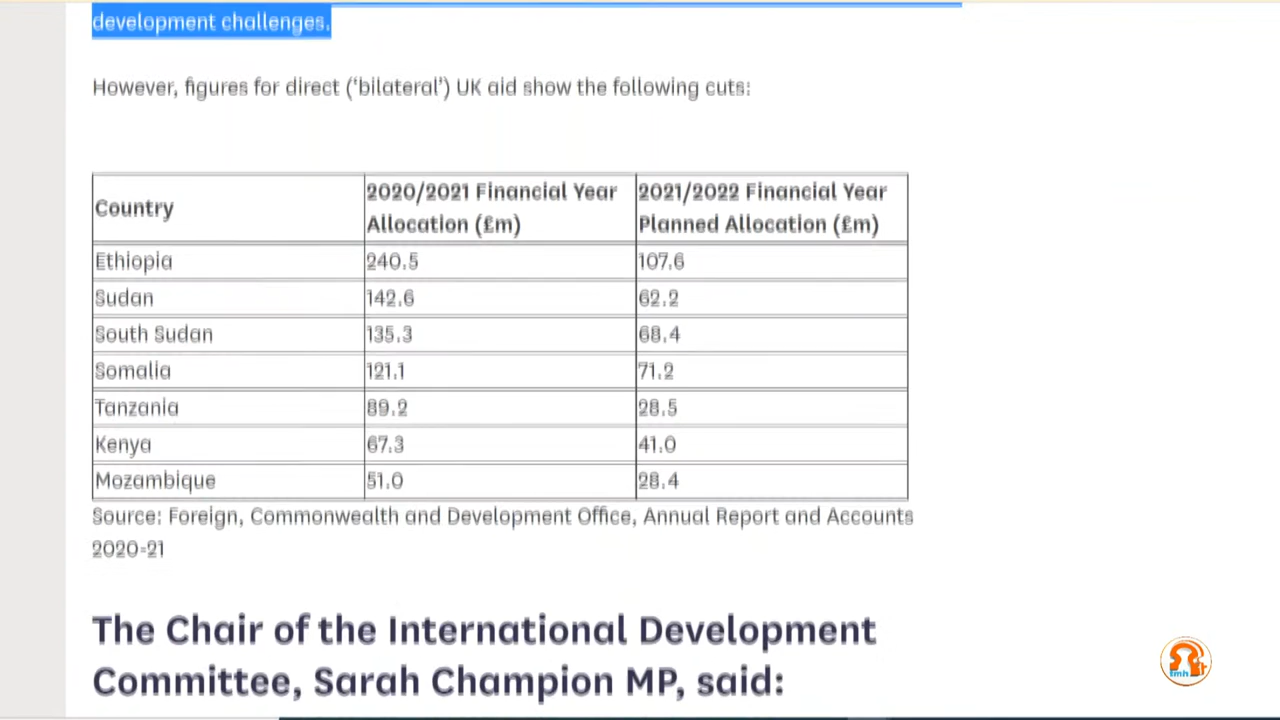 development challenges.
However, figures for direct (‘bilateral’) UK aid show the following cuts:
Country 2020/2021 Financial Year Allocation (£m) 2021/2022 Financial Year Planned Allocation (£m)
Ethiopia 240.5 107.6
Sudan 142.6 62.2
South Sudan 135.3 68.4
Somalia 121.1 71.2
Tanzania 89.2 28.5
Kenya 67.3 41.0
Mozambique 51.0 28.4
Source: Foreign, Commonwealth and Development Office, Annual Report and Accounts
2020-21
The Chair of the International Development
Committee, Sarah Champion MP, said:
tmh